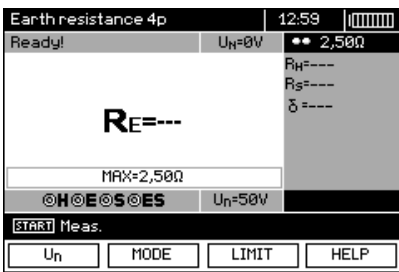 Earth resistance 4p 12:59
Ready! UN=0V 2,50Ω
RH=---
RS=---
δ=---
RE=---
MAX=2,50Ω
H E S ES Un=50V
START Meas.
Un MODE LIMIT HELP